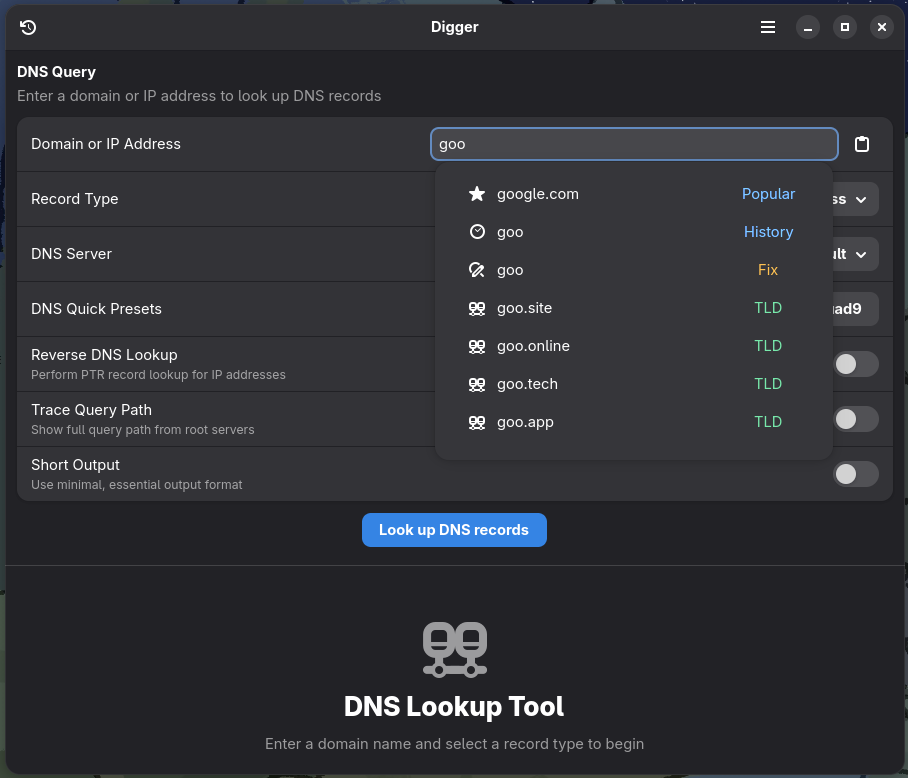 Digger
DNS Query
Enter a domain or IP address to look up DNS records
Domain or IP Address
goo
google.com Popular
Record Type
ss
goo History
DNS Server
ult
goo Fix
DNS Quick Presets
goo.site TLD
ad9
goo.online TLD
Reverse DNS Lookup
Perform PTR record lookup for IP addresses
goo.tech TLD
Trace Query Path
Show full query path from root servers
goo.app TLD
Short Output
Use minimal, essential output format
Look up DNS records
DNS Lookup Tool
Enter a domain name and select a record type to begin